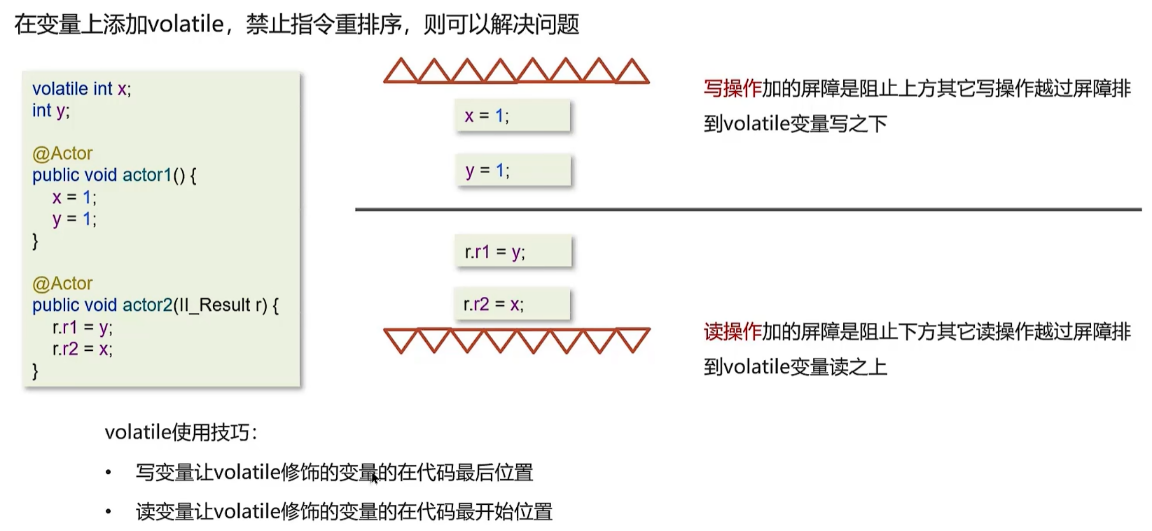 在变量上添加volatile，禁止指令重排序，则可以解决问题
volatile int x;
int y;
@Actor
public void actor1() {
x = 1;
y = 1;
}
@Actor
public void actor2(II_Result r) {
r.r1 = y;
r.r2 = x;
}
x = 1;
y = 1;
r.r1 = y;
r.r2 = x;
写操作加的屏障是阻止上方其它写操作越过屏障排
到volatile变量写之下
读操作加的屏障是阻止下方其它读操作越过屏障排
到volatile变量读之上
volatile使用技巧：
• 写变量让volatile修饰的变量的在代码最后位置
• 读变量让volatile修饰的变量的在代码最开始位置